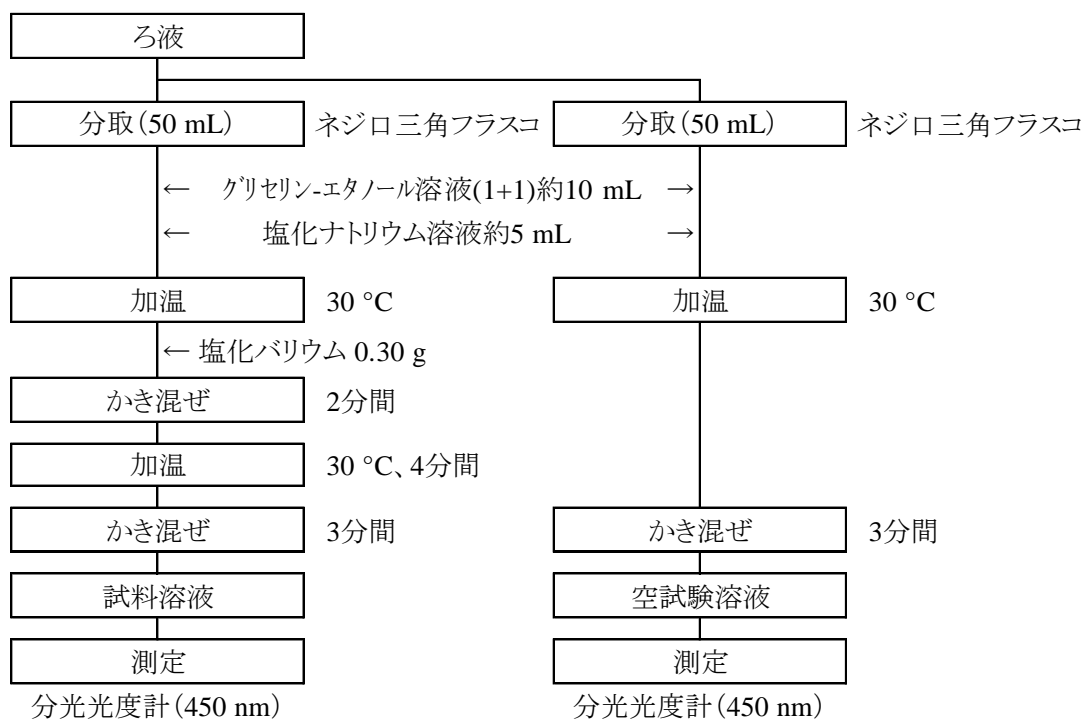 ろ液
分取(50 mL) ネジ口三角フラスコ 分取(50 mL) ネジ口三角フラスコ
← グリセリン-エタノール溶液(1+1)約10 mL →
← 塩化ナトリウム溶液約5 mL →
加温 30 °C 加温 30 °C
← 塩化バリウム 0.30 g
かき混ぜ 2分間
加温 30 °C、4分間
かき混ぜ 3分間 かき混ぜ 3分間
試料溶液 空試験溶液
測定 測定
分光光度計(450 nm) 分光光度計(450 nm)